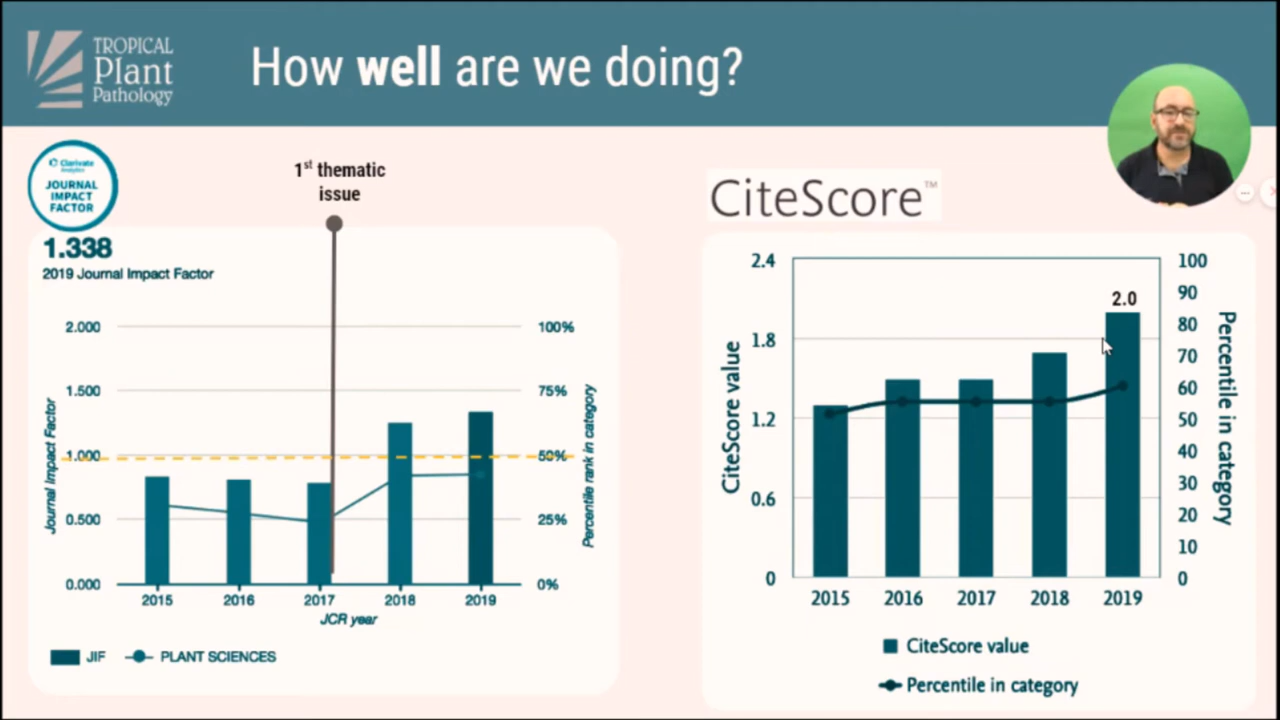 TROPICAL
Plant
Pathology
How well are we doing?
Clarivate
Analytics
JOURNAL
IMPACT
FACTOR
1st thematic
issue
1.338
2019 Journal Impact Factor
2.000
1.500
1.000
0.500
0.000
Journal Impact Factor
100%
75%
50%
25%
0%
Percentile rank in category
2015 2016 2017 2018 2019
JCR year
JIF PLANT SCIENCES
CiteScore™
2.4
1.8
1.2
0.6
0
CiteScore value
2.0
100
90
80
70
60
50
40
30
20
10
0
Percentile in category
2015 2016 2017 2018 2019
CiteScore value
Percentile in category